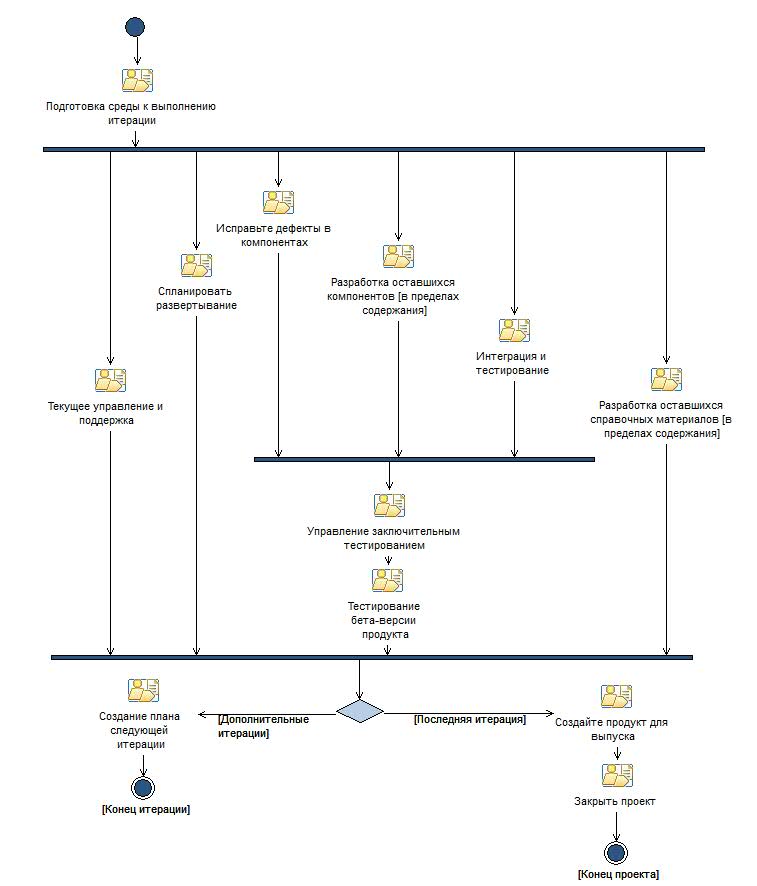 Подготовка среды к выполнению
итерации
Исправьте дефекты в
компонентах
Спланировать
развертывание
Разработка оставшихся
компонентов [в пределах
содержания]
Интеграция и
тестирование
Текущее управление и
поддержка
Разработка оставшихся
справочных материалов [в
пределах содержания]
Управление заключительным
тестированием
Тестирование
бета-версии
продукта
Создание плана
следующей
итерации
[Дополнительные
итерации]
[Последняя итерация]
Создайте продукт для
выпуска
Закрыть проект
[Конец итерации]
[Конец проекта]